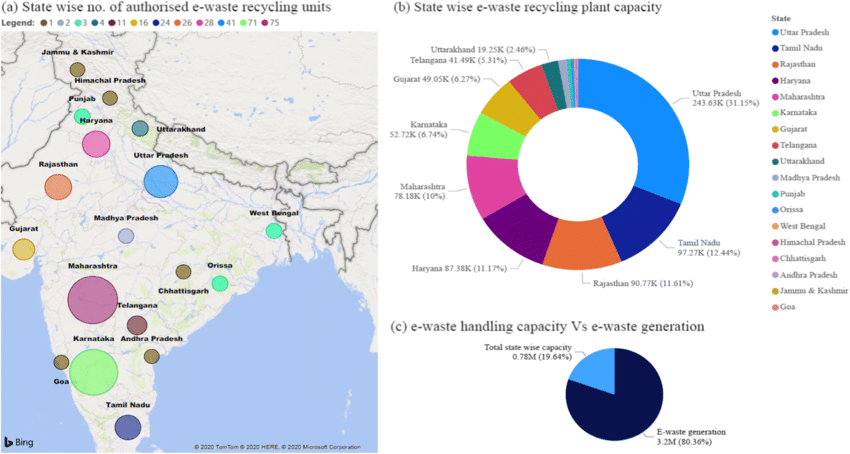 (a) State wise no. of authorised e-waste recycling units
Legend: 1 2 3 4 11 16 24 26 28 41 71 75
Jammu & Kashmir
Himachal Pradesh
Punjab
Haryana
Uttarakhand
Rajasthan
Uttar Pradesh
West Bengal
Madhya Pradesh
Gujarat
Orissa
Maharashtra
Chhattisgarh
Telangana
Karnataka
Andhra Pradesh
Goa
Tamil Nadu
Bing
© 2020 TomTom © 2020 HERE, © 2020 Microsoft Corporation
(b) State wise e-waste recycling plant capacity
Uttarakhand 19.25K (2.46%)
Telangana 41.49K (5.31%)
Gujarat 49.05K (6.27%)
Karnataka
52.72K (6.74%)
Maharashtra
78.18K (10%)
Haryana 87.38K (11.17%)
Rajasthan 90.77K (11.61%)
Tamil Nadu
97.27K (12.44%)
Uttar Pradesh
243.63K (31.15%)
State
Uttar Pradesh
Tamil Nadu
Rajasthan
Haryana
Maharashtra
Karnataka
Gujarat
Telangana
Uttarakhand
Madhya Pradesh
Punjab
Orissa
West Bengal
Himachal Pradesh
Chhattisgarh
Andhra Pradesh
Jammu & Kashmir
Goa
(c) e-waste handling capacity Vs e-waste generation
Total state wise capacity
0.78M (19.64%)
E-waste generation
3.2M (80.36%)